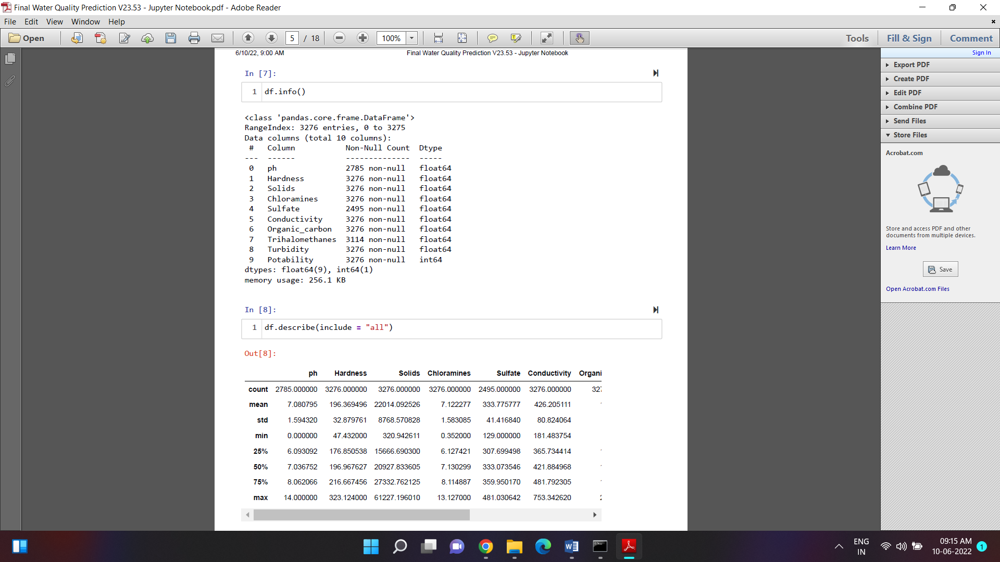 Final Water Quality Prediction V23.53 - Jupyter Notebook.pdf - Adobe Reader
File Edit View Window Help
Open 5 / 18 100% Tools Fill & Sign Comment
Sign In
6/10/22, 9:00 AM Final Water Quality Prediction V23.53 - Jupyter Notebook
In [7]:
1 df.info()
<class 'pandas.core.frame.DataFrame'>
RangeIndex: 3276 entries, 0 to 3275
Data columns (total 10 columns):
# Column Non-Null Count Dtype
--- ------ -------------- -----
0 ph 2785 non-null float64
1 Hardness 3276 non-null float64
2 Solids 3276 non-null float64
3 Chloramines 3276 non-null float64
4 Sulfate 2495 non-null float64
5 Conductivity 3276 non-null float64
6 Organic_carbon 3276 non-null float64
7 Trihalomethanes 3114 non-null float64
8 Turbidity 3276 non-null float64
9 Potability 3276 non-null int64
dtypes: float64(9), int64(1)
memory usage: 256.1 KB
In [8]:
1 df.describe(include = "all")
Out[8]:
ph Hardness Solids Chloramines Sulfate Conductivity Organi
count 2785.000000 3276.000000 3276.000000 3276.000000 2495.000000 3276.000000 327
mean 7.080795 196.369496 22014.092526 7.122277 333.775777 426.205111
std 1.594320 32.879761 8768.570828 1.583085 41.416840 80.824064
min 0.000000 47.432000 320.942611 0.352000 129.000000 181.483754
25% 6.093092 176.850538 15666.690300 6.127421 307.699498 365.734414
50% 7.036752 196.967627 20927.833605 7.130299 333.073546 421.884968
75% 8.062066 216.667456 27332.762125 8.114887 359.950170 481.792305
max 14.000000 323.124000 61227.196010 13.127000 481.030642 753.342620
Export PDF
Create PDF
Edit PDF
Combine PDF
Send Files
Store Files
Acrobat.com
Store and access PDF and other
documents from multiple devices.
Learn More
Save
Open Acrobat.com Files
ENG
IN
09:15 AM
10-06-2022
1